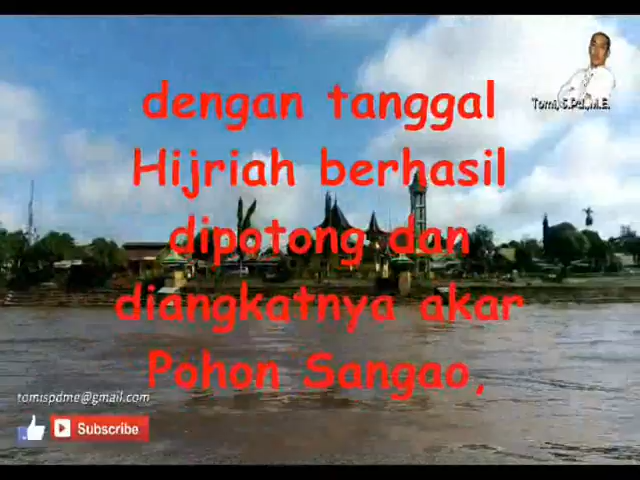 Tomi, S.Pd.,M.E.
dengan tanggal
Hijriah berhasil
dipotong dan
diangkatnya akar
Pohon Sangao,
tomispdme@gmail.com
Subscribe